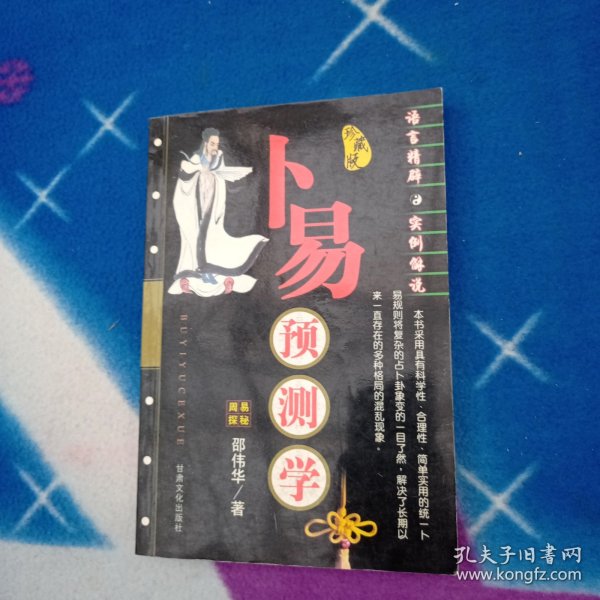 语言精辟 实例解说
珍藏版
卜易
预测学
本书采用具有科学性、合理性、简单实用的统一卜
易规则将复杂的占卜卦象变的一目了然，解决了长期以
来一直存在的多种格局的混乱现象。
周易
探秘
邵伟华/著
BUYIYUCEXUE
甘肃文化出版社
孔夫子旧书网
www.kongfz.com